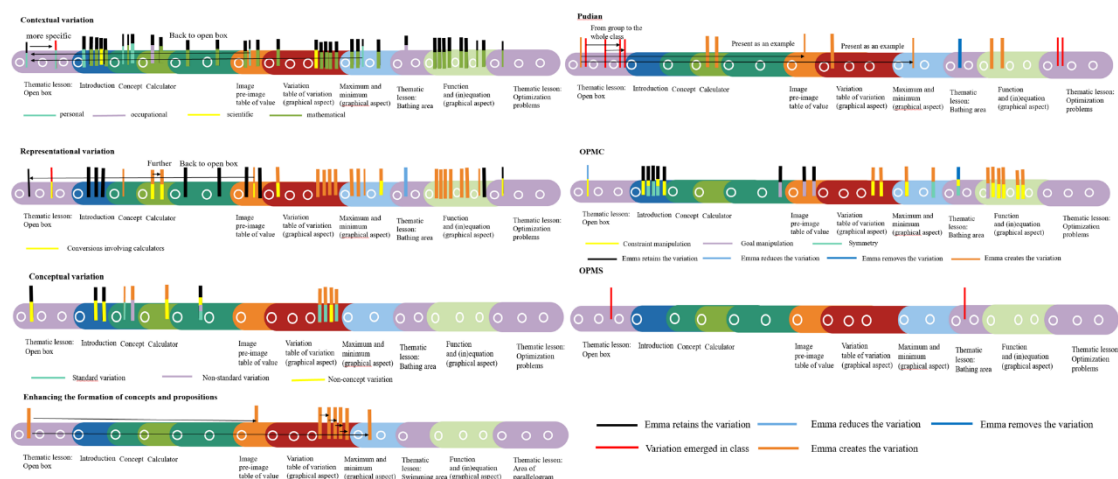 Contextual variation
more specific
Back to open box
Thematic lesson:
Open box
Introduction
Concept
Calculator
Image
pre-image
table of value
Variation
table of variation
(graphical aspect)
Maximum and
minimum
(graphical aspect)
Thematic
lesson:
Bathing area
Function
and (in)equation
(graphical aspect)
Thematic lesson:
Optimization
problems
personal
occupational
scientific
mathematical
Representational variation
Further
Back to open box
Thematic lesson:
Open box
Introduction
Concept
Calculator
Image
pre-image
table of value
Variation
table of variation
(graphical aspect)
Maximum and
minimum
(graphical aspect)
Thematic
lesson:
Bathing area
Function
and (in)equation
(graphical aspect)
Thematic lesson:
Optimization
problems
Conversions involving calculators
Conceptual variation
Thematic lesson:
Open box
Introduction
Concept
Calculator
Image
pre-image
table of value
Variation
table of variation
(graphical aspect)
Maximum and
minimum
(graphical aspect)
Thematic
lesson:
Bathing area
Function
and (in)equation
(graphical aspect)
Thematic lesson:
Optimization
problems
Standard variation
Non-standard variation
Non-concept variation
Enhancing the formation of concepts and propositions
Thematic lesson:
Open box
Introduction
Concept
Calculator
Image
pre-image
table of value
Variation
table of variation
(graphical aspect)
Maximum and
minimum
(graphical aspect)
Thematic
lesson:
Swimming area
Function
and (in)equation
(graphical aspect)
Thematic lesson:
Area of
parallelogram
Pudian
From group to the
whole class
Present as an example
Present as an example
Thematic lesson:
Open box
Introduction
Concept
Calculator
Image
pre-image
table of value
Variation
table of variation
(graphical aspect)
Maximum and
minimum
(graphical aspect)
Thematic
lesson:
Bathing area
Function
and (in)equation
(graphical aspect)
Thematic lesson:
Optimization
problems
OPMC
Thematic lesson:
Open box
Introduction
Concept
Calculator
Image
pre-image
table of value
Variation
table of variation
(graphical aspect)
Maximum and
minimum
(graphical aspect)
Thematic
lesson:
Bathing area
Function
and (in)equation
(graphical aspect)
Thematic lesson:
Optimization
problems
Constraint manipulation
Goal manipulation
Symmetry
Emma retains the variation
Emma reduces the variation
Emma removes the variation
Emma creates the variation
OPMS
Thematic lesson:
Open box
Introduction
Concept
Calculator
Image
pre-image
table of value
Variation
table of variation
(graphical aspect)
Maximum and
minimum
(graphical aspect)
Thematic
lesson:
Bathing area
Function
and (in)equation
(graphical aspect)
Thematic lesson:
Optimization
problems
Emma retains the variation
Emma reduces the variation
Emma removes the variation
Variation emerged in class
Emma creates the variation